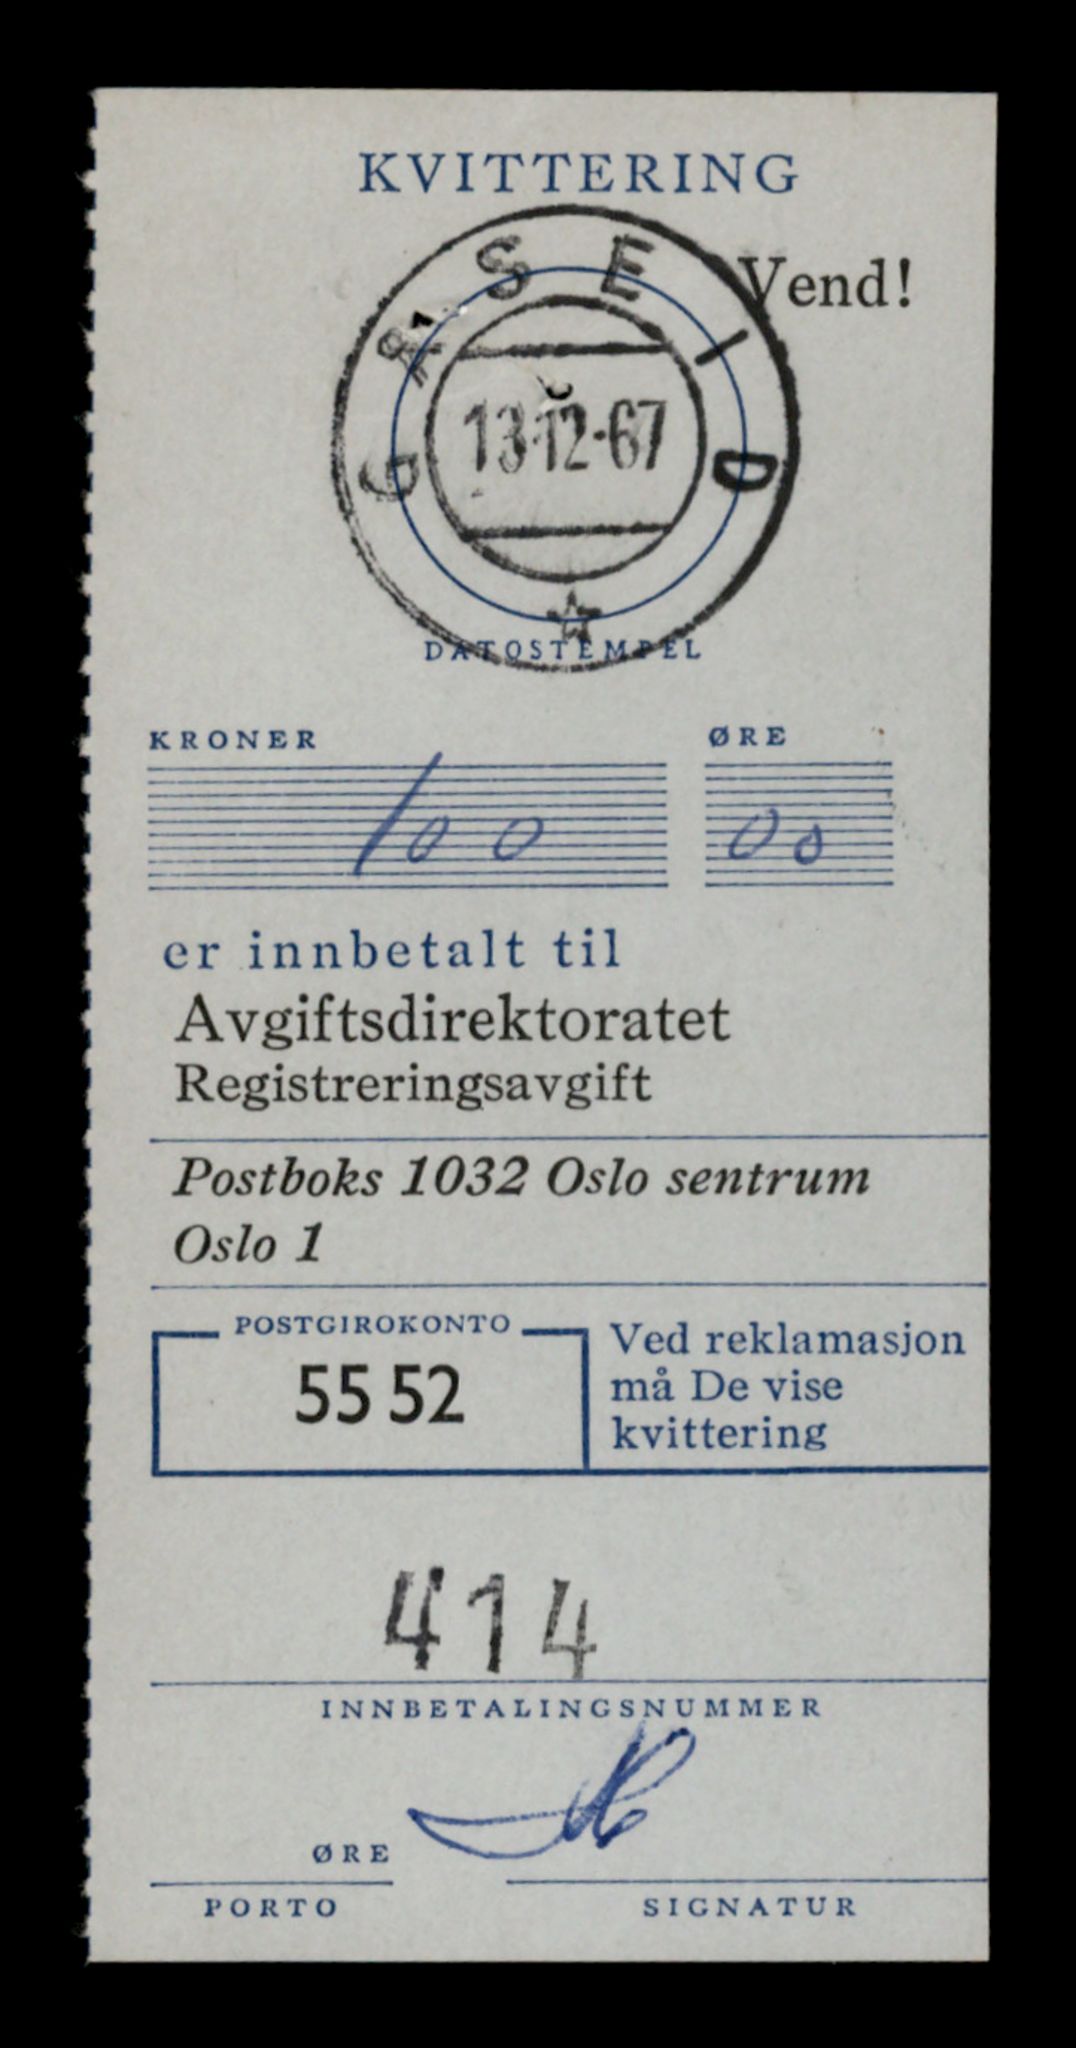 KVITTERING
Vend!
GÅSEID
13-12-67
DATOSTEMPEL
KRONER ØRE
100 00
er innbetalt til
Avgiftsdirektoratet
Registreringsavgift
Postboks 1032 Oslo sentrum
Oslo 1
POSTGIROKONTO
55 52
Ved reklamasjon
må De vise
kvittering
414
INNBETALINGSNUMMER
ØRE
PORTO SIGNATUR